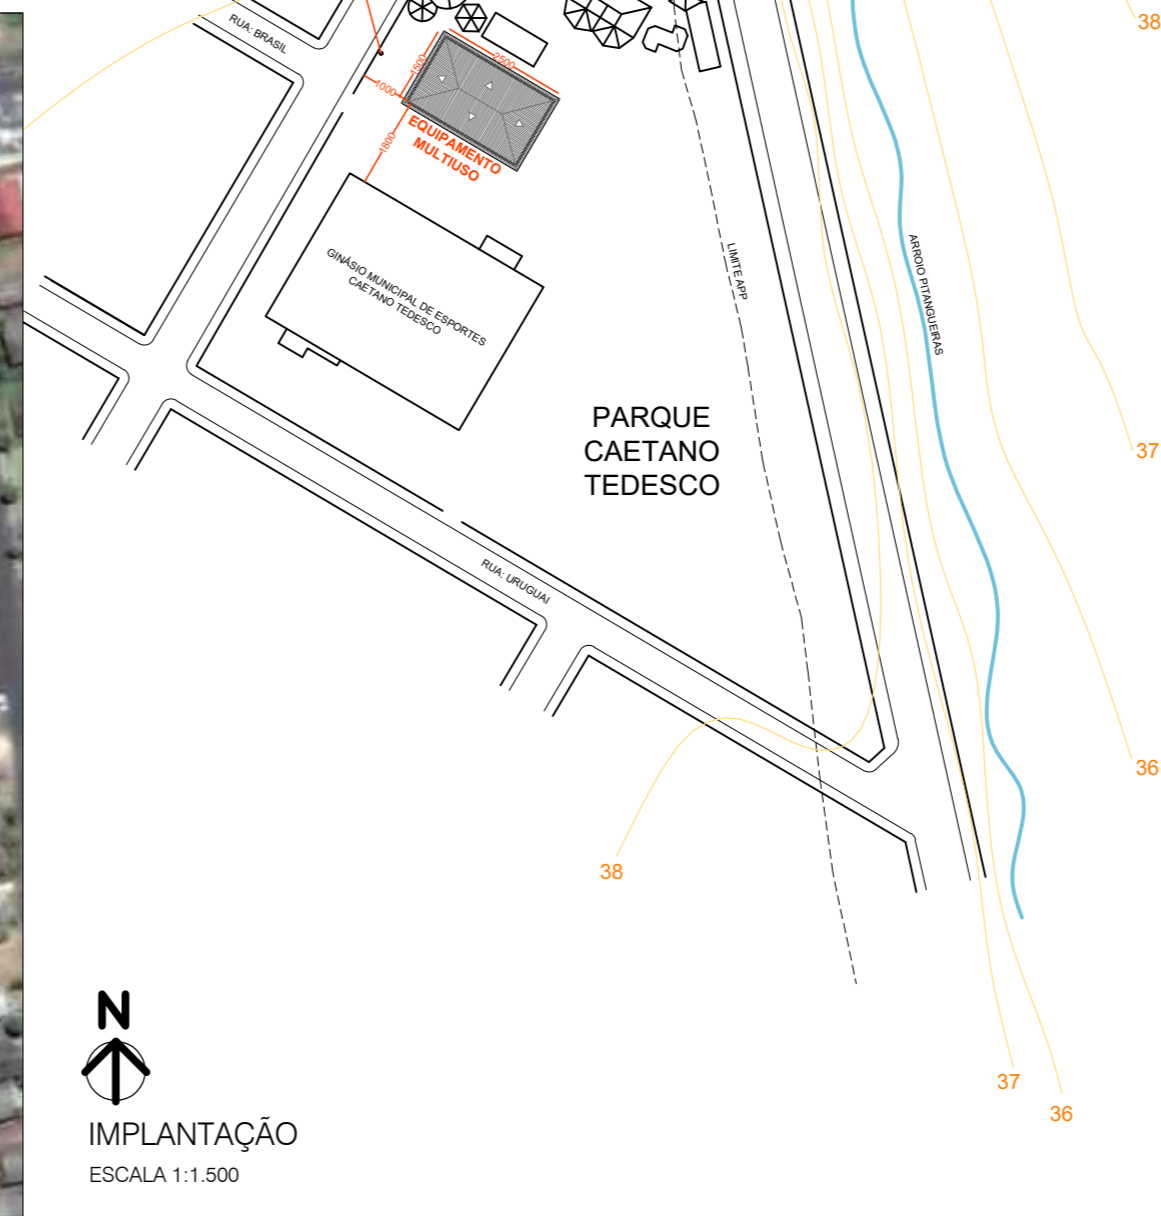 38
RUA: BRASIL
2500
1500
1000
1800
EQUIPAMENTO
MULTIUSO
LIMITE APP
ARROIO PITANGUEIRAS
GINÁSIO MUNICIPAL DE ESPORTES
CAETANO TEDESCO
PARQUE
CAETANO
TEDESCO
37
RUA: URUGUAI
36
38
N
37
36
IMPLANTAÇÃO
ESCALA 1:1.500